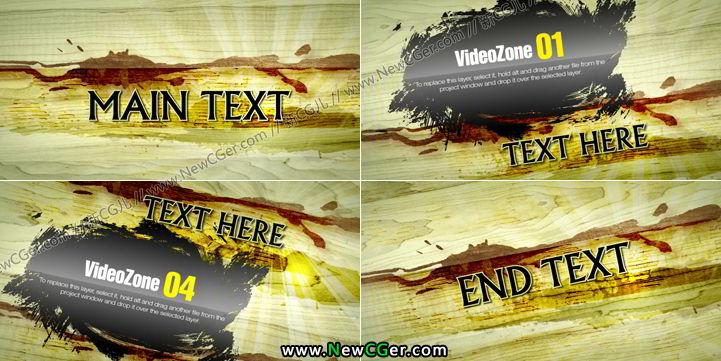 MAIN TEXT
VideoZone 01
To replace this layer, select it, hold alt and drag another file from the
project window and drop it over the selected layer.
TEXT HERE
TEXT HERE
VideoZone 04
To replace this layer, select it, hold alt and drag another file from the
project window and drop it over the selected layer.
END TEXT
www.NewCGer.com